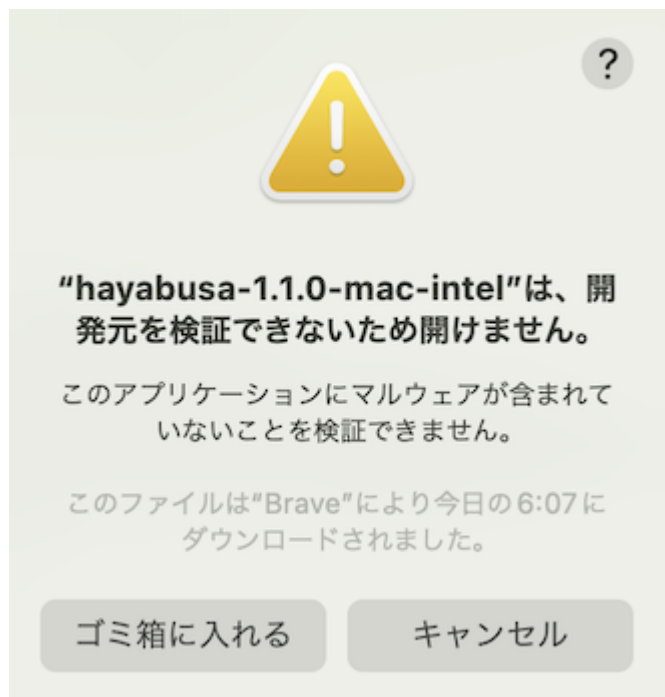 ?
“hayabusa-1.1.0-mac-intel”は、開
発元を検証できないため開けません。
このアプリケーションにマルウェアが含まれて
いないことを検証できません。
このファイルは“Brave”により今日の6:07に
ダウンロードされました。
ゴミ箱に入れる
キャンセル